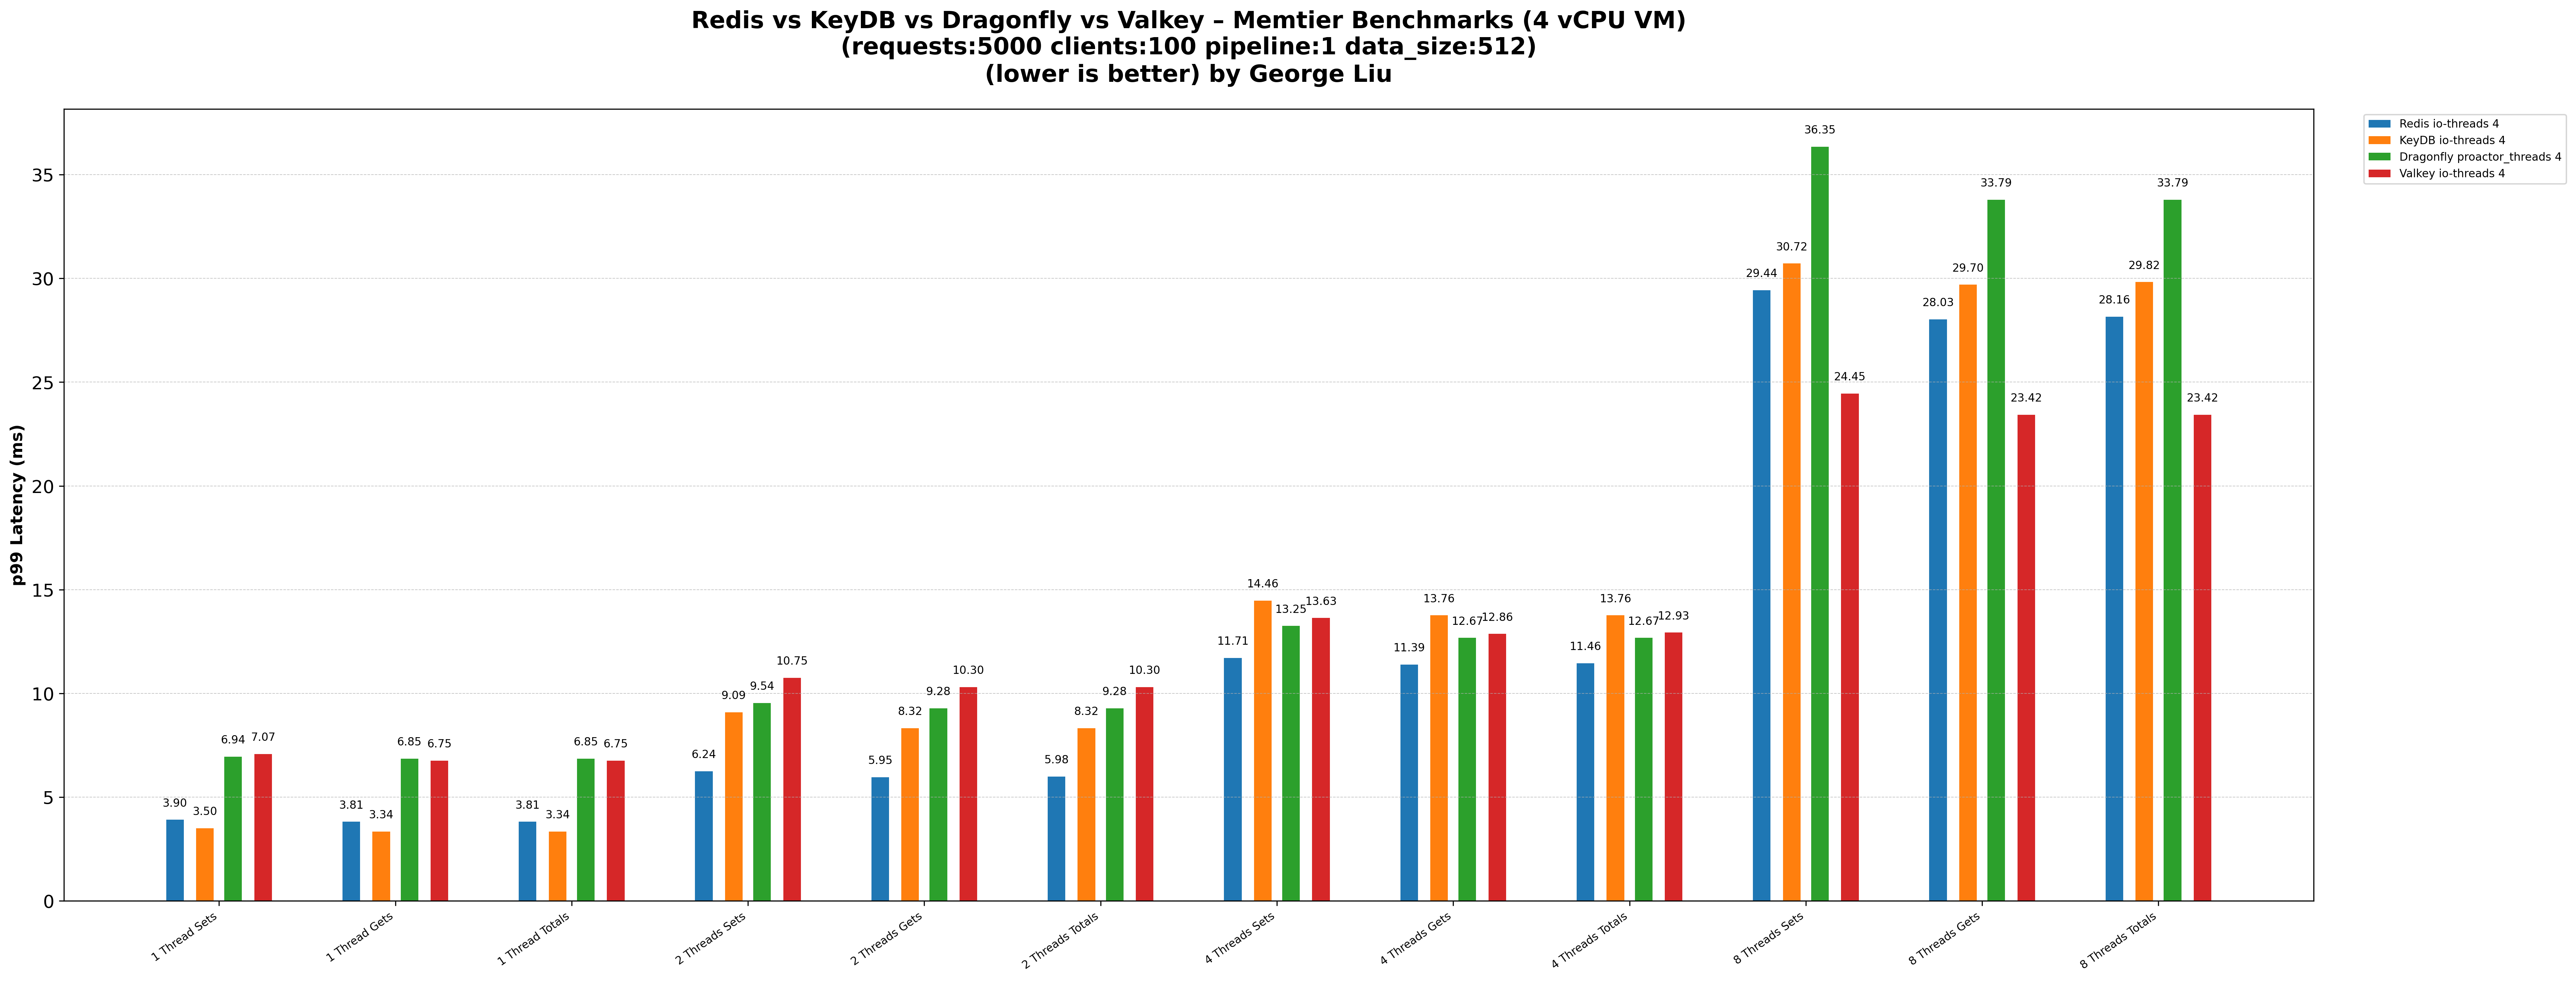 Redis vs KeyDB vs Dragonfly vs Valkey – Memtier Benchmarks (4 vCPU VM)
(requests:5000 clients:100 pipeline:1 data_size:512)
(lower is better) by George Liu
Redis io-threads 4
KeyDB io-threads 4
Dragonfly proactor_threads 4
Valkey io-threads 4
p99 Latency (ms)
35
30
25
20
15
10
5
0
3.90 3.50 6.94 7.07
3.81 3.34 6.85 6.75
3.81 3.34 6.85 6.75
6.24 9.09 9.54 10.75
5.95 8.32 9.28 10.30
5.98 8.32 9.28 10.30
11.71 14.46 13.25 13.63
11.39 13.76 12.67 12.86
11.46 13.76 12.67 12.93
29.44 30.72 36.35 24.45
28.03 29.70 33.79 23.42
28.16 29.82 33.79 23.42
1 Thread Sets
1 Thread Gets
1 Thread Totals
2 Threads Sets
2 Threads Gets
2 Threads Totals
4 Threads Sets
4 Threads Gets
4 Threads Totals
8 Threads Sets
8 Threads Gets
8 Threads Totals